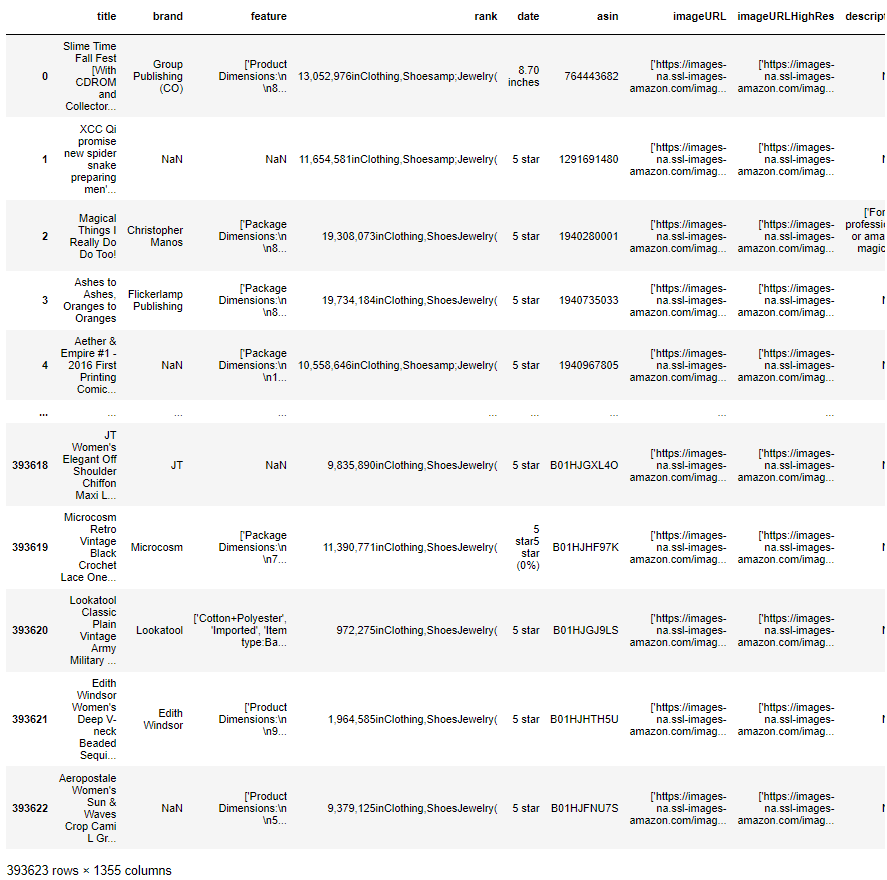 title brand feature rank date asin imageURL imageURLHighRes descrip
0
Slime Time
Fall Fest
[With
CDROM
and
Collector...
Group
Publishing
(CO)
['Product
Dimensions:\n
\n8...
13,052,976inClothing,Shoesamp;Jewelry(
8.70
inches
764443682
['https://images-
na.ssl-images-
amazon.com/imag...
['https://images-
na.ssl-images-
amazon.com/imag...
N
1
XCC Qi
promise
new spider
snake
preparing
men'...
NaN
NaN
11,654,581inClothing,Shoesamp;Jewelry(
5 star
1291691480
['https://images-
na.ssl-images-
amazon.com/imag...
['https://images-
na.ssl-images-
amazon.com/imag...
N
2
Magical
Things I
Really Do
Do Too!
Christopher
Manos
['Package
Dimensions:\n
\n8...
19,308,073inClothing,Shoesamp;Jewelry(
5 star
1940280001
['https://images-
na.ssl-images-
amazon.com/imag...
['https://images-
na.ssl-images-
amazon.com/imag...
['For
professi
or ama
magic
3
Ashes to
Ashes,
Oranges to
Oranges
Flickerlamp
Publishing
['Package
Dimensions:\n
\n8...
19,734,184inClothing,Shoesamp;Jewelry(
5 star
1940735033
['https://images-
na.ssl-images-
amazon.com/imag...
['https://images-
na.ssl-images-
amazon.com/imag...
N
4
Aether &
Empire #1 -
2016 First
Printing
Comic...
NaN
['Package
Dimensions:\n
\n1...
10,558,646inClothing,Shoesamp;Jewelry(
5 star
1940967805
['https://images-
na.ssl-images-
amazon.com/imag...
['https://images-
na.ssl-images-
amazon.com/imag...
N
... ... ... ... ... ... ... ... ...
393618
JT
Women's
Elegant Off
Shoulder
Chiffon
Maxi L...
JT
NaN
9,835,890inClothing,ShoesJewelry(
5 star
B01HJGXL4O
['https://images-
na.ssl-images-
amazon.com/imag...
['https://images-
na.ssl-images-
amazon.com/imag...
N
393619
Microcosm
Retro
Vintage
Black
Crochet
Lace One...
Microcosm
['Package
Dimensions:\n
\n7...
11,390,771inClothing,ShoesJewelry(
5
star5
star
(0%)
B01HJHF97K
['https://images-
na.ssl-images-
amazon.com/imag...
['https://images-
na.ssl-images-
amazon.com/imag...
N
393620
Lookatool
Classic
Plain
Vintage
Army
Military ...
Lookatool
['Cotton+Polyester',
'Imported', 'Item
type:Ba...
972,275inClothing,ShoesJewelry(
5 star
B01HJGJ9LS
['https://images-
na.ssl-images-
amazon.com/imag...
['https://images-
na.ssl-images-
amazon.com/imag...
N
393621
Edith
Windsor
Women's
Deep V-
neck
Beaded
Sequi...
Edith
Windsor
['Product
Dimensions:\n
\n9...
1,964,585inClothing,ShoesJewelry(
5 star
B01HJHTH5U
['https://images-
na.ssl-images-
amazon.com/imag...
['https://images-
na.ssl-images-
amazon.com/imag...
N
393622
Aeropostale
Women's
Sun &
Waves
Crop Cami
L Gr...
NaN
['Product
Dimensions:\n
\n5...
9,379,125inClothing,ShoesJewelry(
5 star
B01HJFNU7S
['https://images-
na.ssl-images-
amazon.com/imag...
['https://images-
na.ssl-images-
amazon.com/imag...
N
393623 rows × 1355 columns